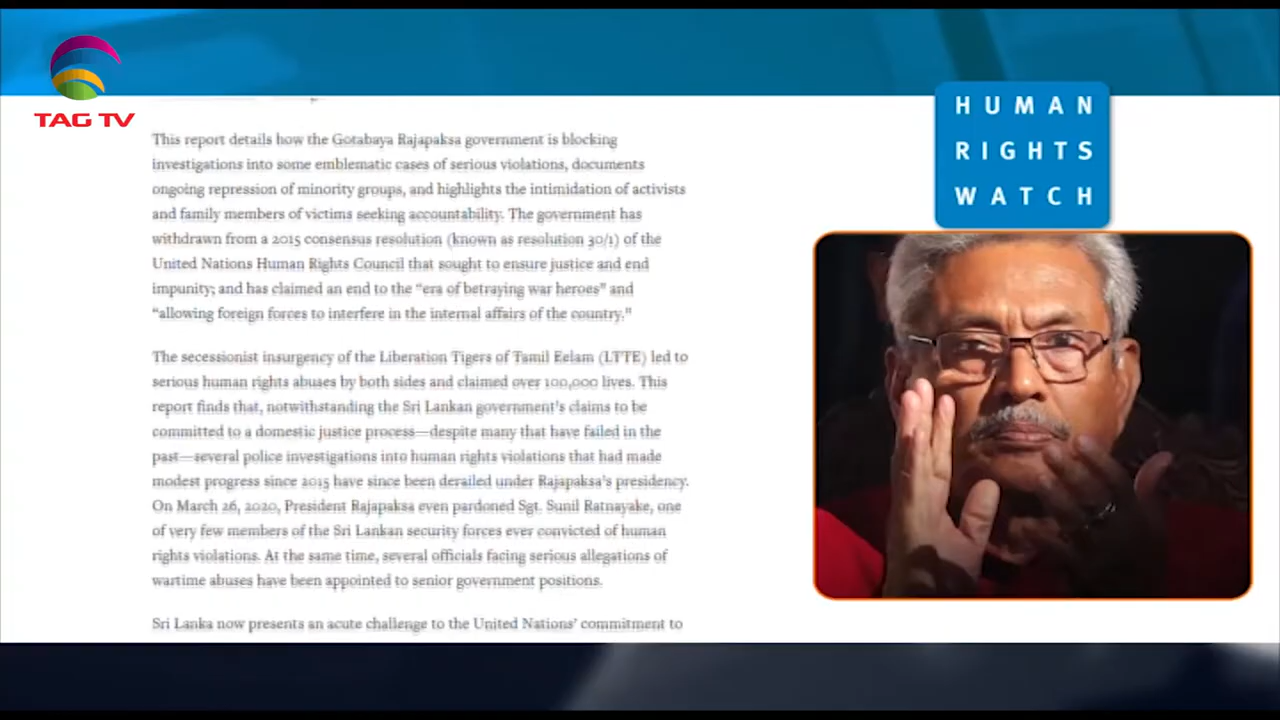 TAG TV
HUMAN
RIGHTS
WATCH
This report details how the Gotabaya Rajapaksa government is blocking
investigations into some emblematic cases of serious violations, documents
ongoing repression of minority groups, and highlights the intimidation of activists
and family members of victims seeking accountability. The government has
withdrawn from a 2015 consensus resolution (known as resolution 30/1) of the
United Nations Human Rights Council that sought to ensure justice and end
impunity; and has claimed an end to the “era of betraying war heroes” and
“allowing foreign forces to interfere in the internal affairs of the country.”
The secessionist insurgency of the Liberation Tigers of Tamil Eelam (LTTE) led to
serious human rights abuses by both sides and claimed over 100,000 lives. This
report finds that, notwithstanding the Sri Lankan government’s claims to be
committed to a domestic justice process—despite many that have failed in the
past—several police investigations into human rights violations that had made
modest progress since 2015 have since been derailed under Rajapaksa’s presidency.
On March 26, 2020, President Rajapaksa even pardoned Sgt. Sunil Ratnayake, one
of very few members of the Sri Lankan security forces ever convicted of human
rights violations. At the same time, several officials facing serious allegations of
wartime abuses have been appointed to senior government positions.
Sri Lanka now presents an acute challenge to the United Nations’ commitment to